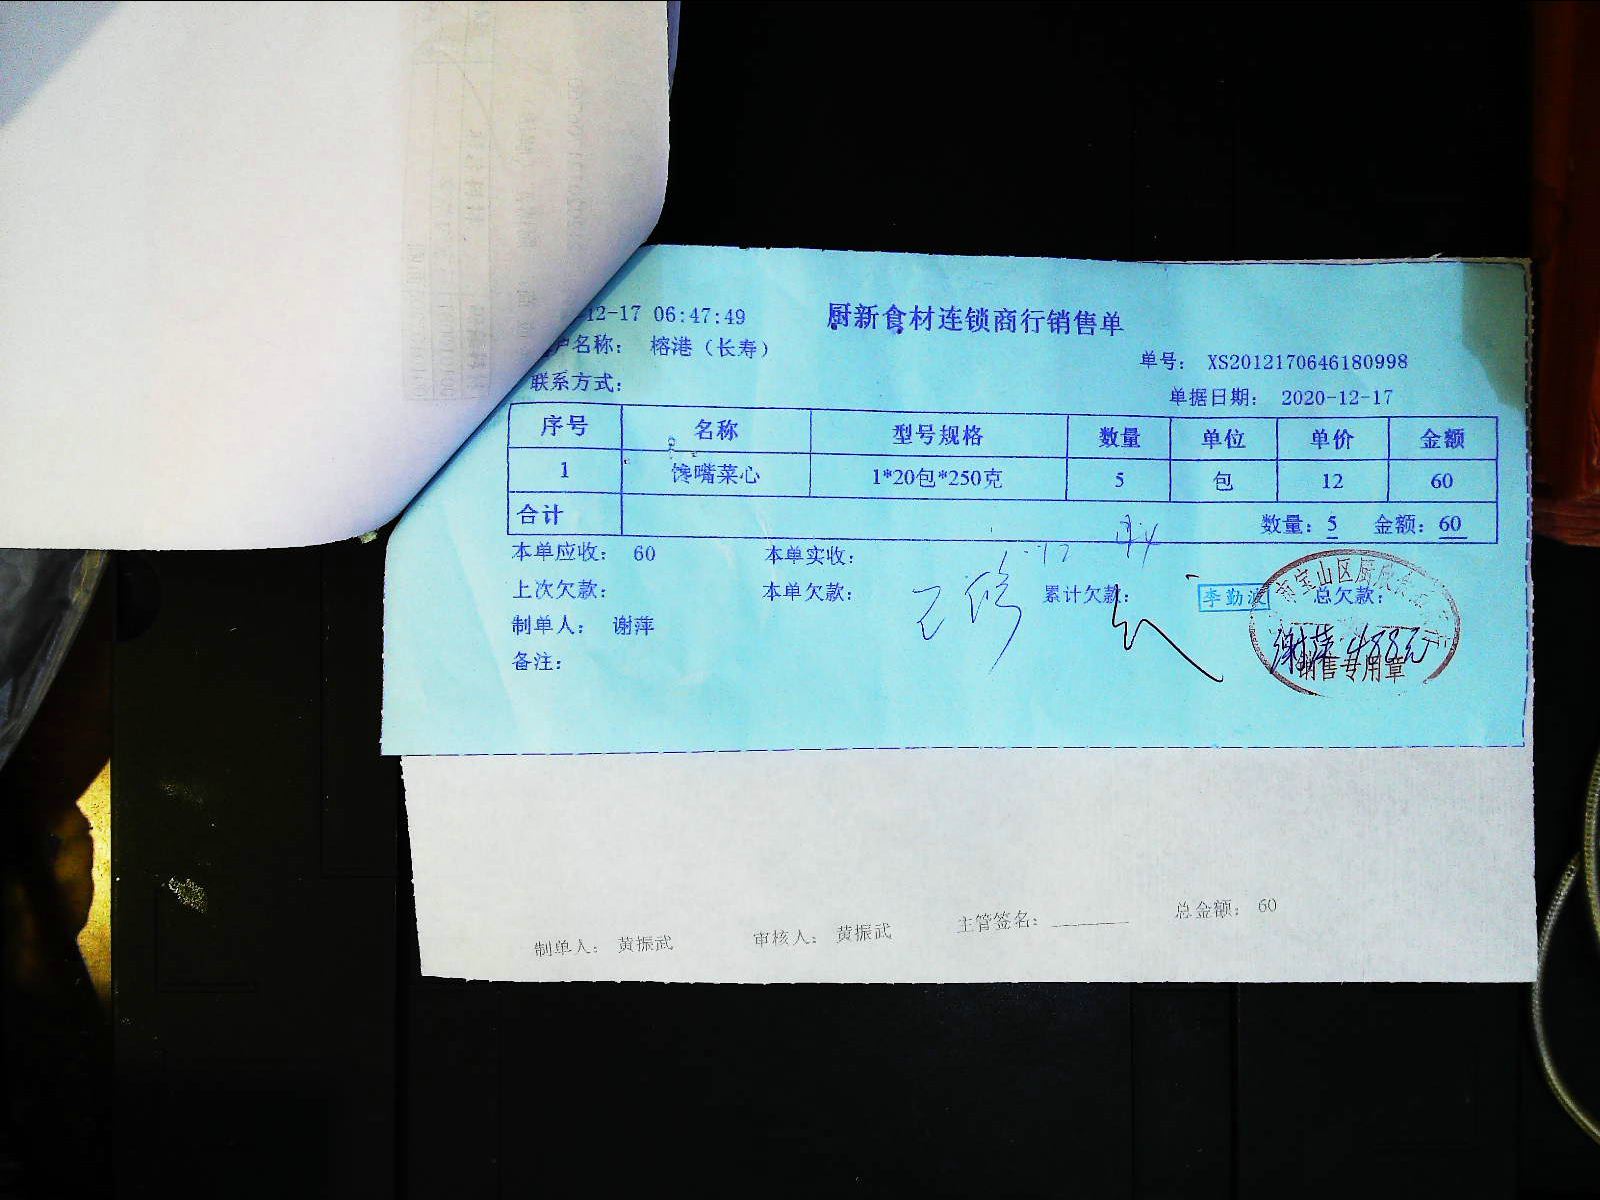 12-17 06:47:49
厨新食材连锁商行销售单
户名称： 榕港（长寿）
单号： XS2012170646180998
联系方式：
单据日期： 2020-12-17
序号 名称 型号规格 数量 单位 单价 金额
1 馋嘴菜心 1*20包*250克 5 包 12 60
合计 数量：5 金额：60
本单应收： 60 本单实收：
上次欠款： 本单欠款： 累计欠款： 李勤 总欠款：
制单人： 谢萍
备注：
宝山区厨
谢萍
销售专用章
制单人： 黄振武 审核人： 黄振武 主管签名： 总金额： 60